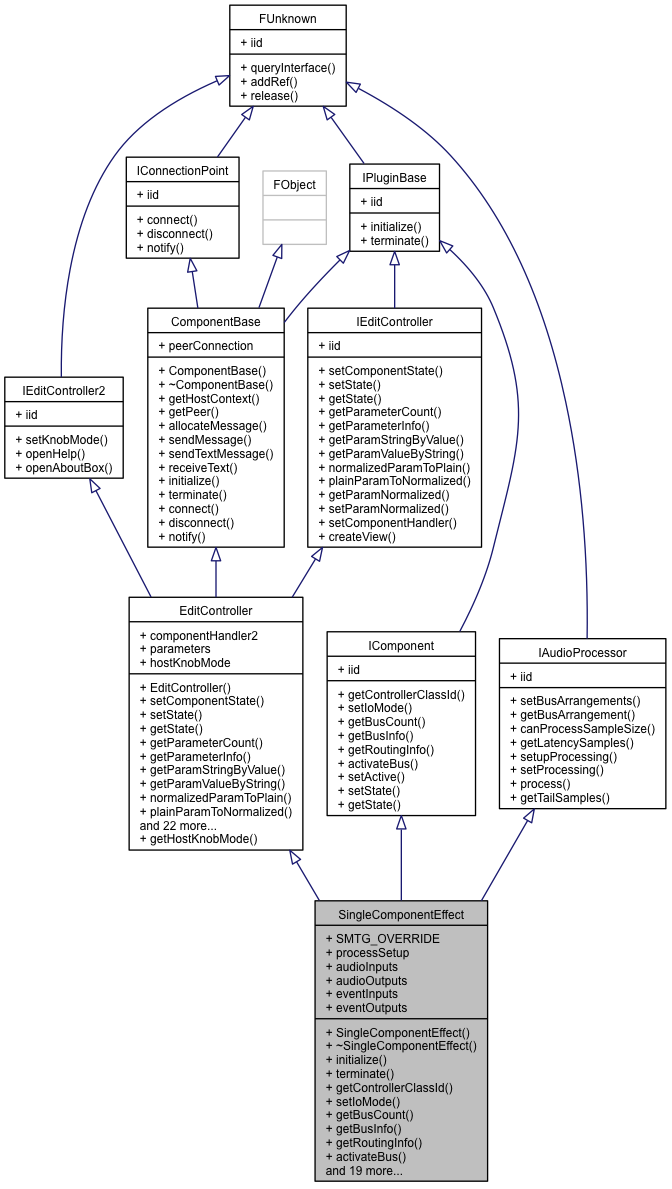 FUnknown
+ iid
+ queryInterface()
+ addRef()
+ release()
IConnectionPoint
+ iid
+ connect()
+ disconnect()
+ notify()
FObject
IPluginBase
+ iid
+ initialize()
+ terminate()
IEditController2
+ iid
+ setKnobMode()
+ openHelp()
+ openAboutBox()
ComponentBase
+ peerConnection
+ ComponentBase()
+ ~ComponentBase()
+ getHostContext()
+ getPeer()
+ allocateMessage()
+ sendMessage()
+ sendTextMessage()
+ receiveText()
+ initialize()
+ terminate()
+ connect()
+ disconnect()
+ notify()
IEditController
+ iid
+ setComponentState()
+ setState()
+ getState()
+ getParameterCount()
+ getParameterInfo()
+ getParamStringByValue()
+ getParamValueByString()
+ normalizedParamToPlain()
+ plainParamToNormalized()
+ getParamNormalized()
+ setParamNormalized()
+ setComponentHandler()
+ createView()
EditController
+ componentHandler2
+ parameters
+ hostKnobMode
+ EditController()
+ setComponentState()
+ setState()
+ getState()
+ getParameterCount()
+ getParameterInfo()
+ getParamStringByValue()
+ getParamValueByString()
+ normalizedParamToPlain()
+ plainParamToNormalized()
and 22 more...
+ getHostKnobMode()
IComponent
+ iid
+ getControllerClassId()
+ setIoMode()
+ getBusCount()
+ getBusInfo()
+ getRoutingInfo()
+ activateBus()
+ setActive()
+ setState()
+ getState()
IAudioProcessor
+ iid
+ setBusArrangements()
+ getBusArrangement()
+ canProcessSampleSize()
+ getLatencySamples()
+ setupProcessing()
+ setProcessing()
+ process()
+ getTailSamples()
SingleComponentEffect
+ SMTG_OVERRIDE
+ processSetup
+ audioInputs
+ audioOutputs
+ eventInputs
+ eventOutputs
+ SingleComponentEffect()
+ ~SingleComponentEffect()
+ initialize()
+ terminate()
+ getControllerClassId()
+ setIoMode()
+ getBusCount()
+ getBusInfo()
+ getRoutingInfo()
+ activateBus()
and 19 more...